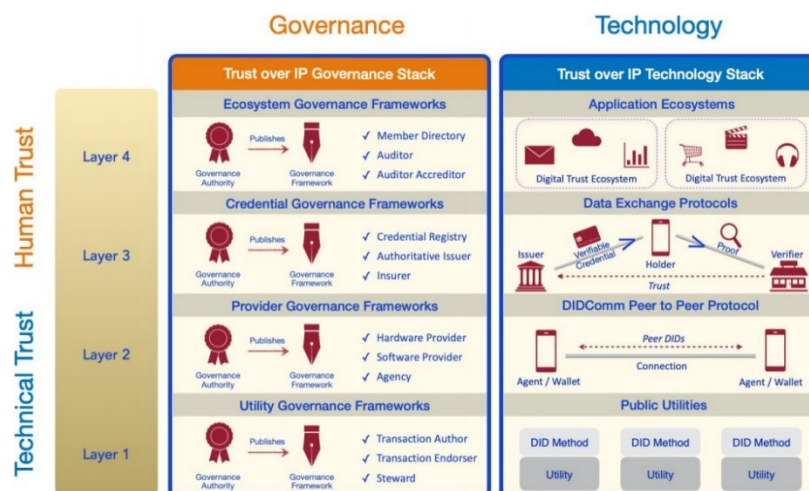 Governance
Technology
Human Trust
Technical Trust
Layer 4
Layer 3
Layer 2
Layer 1
Trust over IP Governance Stack
Ecosystem Governance Frameworks
Publishes
Governance
Authority
Governance
Framework
✓ Member Directory
✓ Auditor
✓ Auditor Accreditor
Credential Governance Frameworks
Publishes
Governance
Authority
Governance
Framework
✓ Credential Registry
✓ Authoritative Issuer
✓ Insurer
Provider Governance Frameworks
Publishes
Governance
Authority
Governance
Framework
✓ Hardware Provider
✓ Software Provider
✓ Agency
Utility Governance Frameworks
Publishes
Governance
Authority
Governance
Framework
✓ Transaction Author
✓ Transaction Endorser
✓ Steward
Trust over IP Technology Stack
Application Ecosystems
Digital Trust Ecosystem
Digital Trust Ecosystem
Data Exchange Protocols
Issuer
Verifiable
Credential
Holder
Proof
Verifier
Trust
DIDComm Peer to Peer Protocol
Peer DIDs
Connection
Agent / Wallet
Agent / Wallet
Public Utilities
DID Method
DID Method
DID Method
Utility
Utility
Utility